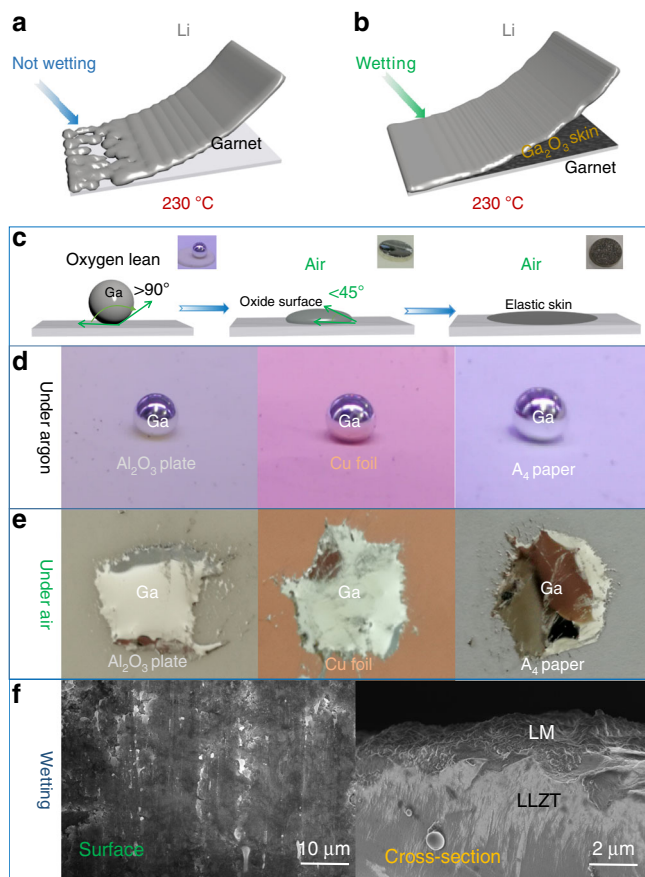 a
Li
Not wetting
Garnet
230 °C
b
Li
Wetting
Ga₂O₃ skin
Garnet
230 °C
c
Oxygen lean
Ga
>90°
Air
Oxide surface
<45°
Air
Elastic skin
d
Under argon
Ga
Al₂O₃ plate
Ga
Cu foil
Ga
A₄ paper
e
Under air
Ga
Al₂O₃ plate
Ga
Cu foil
Ga
A₄ paper
f
Wetting
Surface
10 μm
LM
LLZT
Cross-section
2 μm